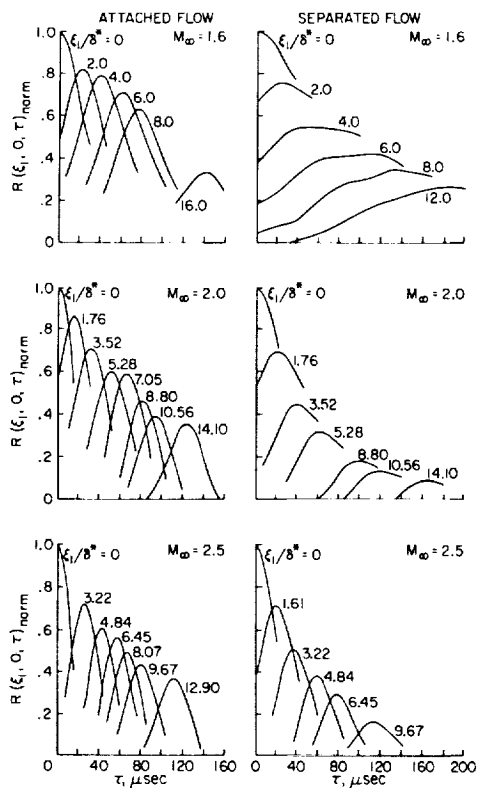 ATTACHED FLOW
SEPARATED FLOW
ξ₁/δ* = 0
M∞ = 1.6
R (ξ₁, 0, τ)norm
1.0
.8
.6
.4
.2
0
2.0
4.0
6.0
8.0
16.0
M∞ = 1.6
ξ₁/δ* = 0
2.0
4.0
6.0
8.0
12.0
ξ₁/δ* = 0
M∞ = 2.0
R (ξ₁, 0, τ)norm
1.0
.8
.6
.4
.2
0
1.76
3.52
5.28
7.05
8.80
10.56
14.10
ξ₁/δ* = 0
M∞ = 2.0
1.76
3.52
5.28
8.80
10.56
14.10
ξ₁/δ* = 0
M∞ = 2.5
R (ξ₁, 0, τ)norm
1.0
.8
.6
.4
.2
0
3.22
4.84
6.45
8.07
9.67
12.90
0 40 80 120 160
τ, μsec
ξ₁/δ* = 0
M∞ = 2.5
1.61
3.22
4.84
6.45
9.67
0 40 80 120 160 200
τ, μsec